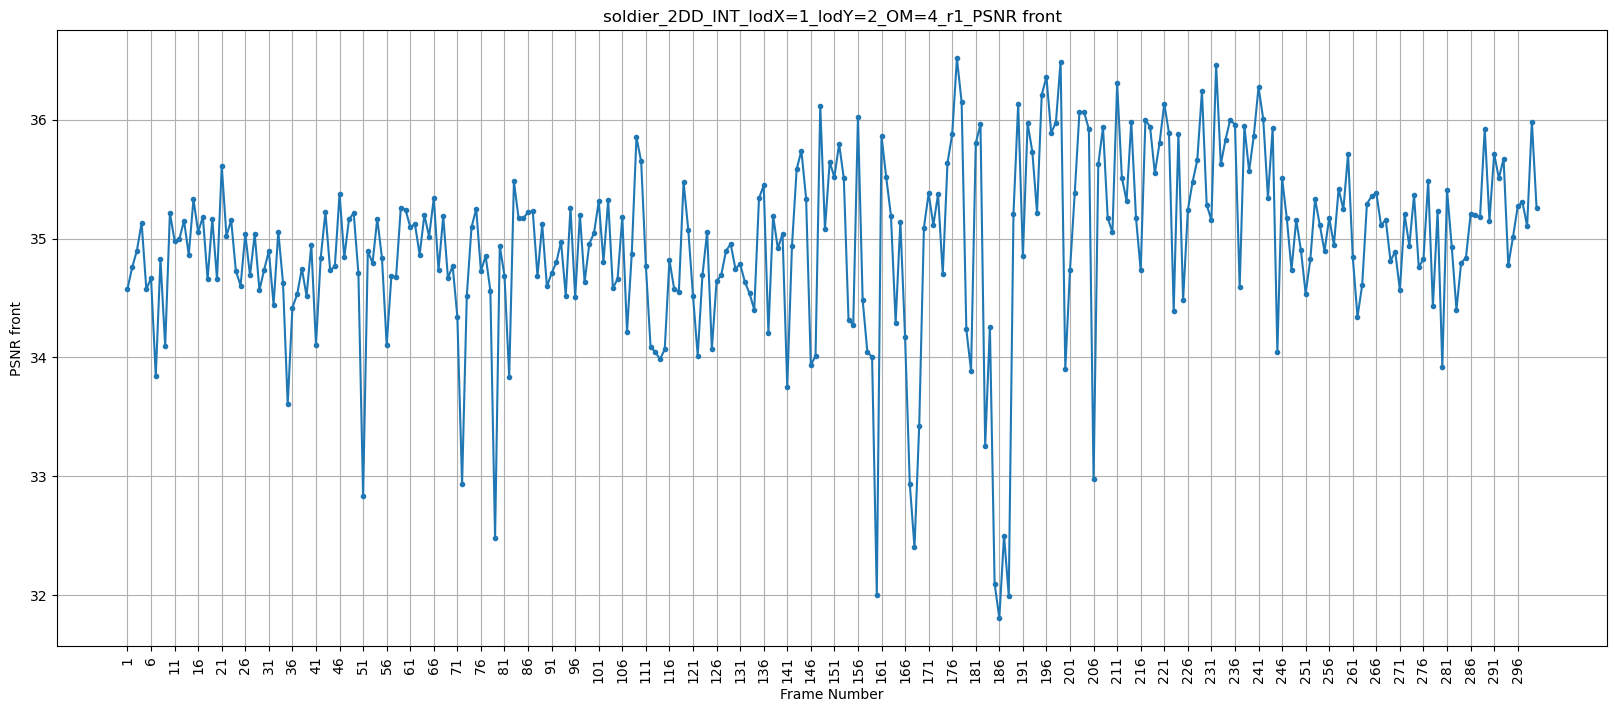 soldier_2DD_INT_lodX=1_lodY=2_OM=4_r1_PSNR front
PSNR front
36
35
34
33
32
1 6 11 16 21 26 31 36 41 46 51 56 61 66 71 76 81 86 91 96 101 106 111 116 121 126 131 136 141 146 151 156 161 166 171 176 181 186 191 196 201 206 211 216 221 226 231 236 241 246 251 256 261 266 271 276 281 286 291 296
Frame Number